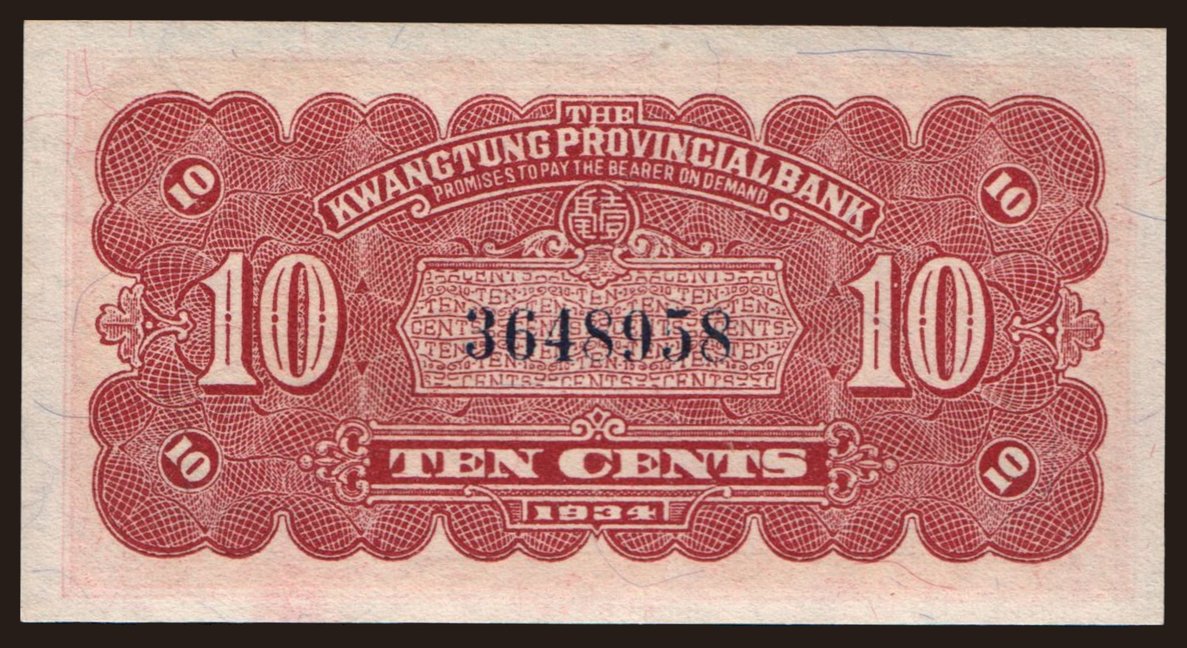 THE
KWANGTUNG PROVINCIAL BANK
PROMISES TO PAY THE BEARER ON DEMAND
10 10
10 10
3648958
TEN CENTS
10 10
1934